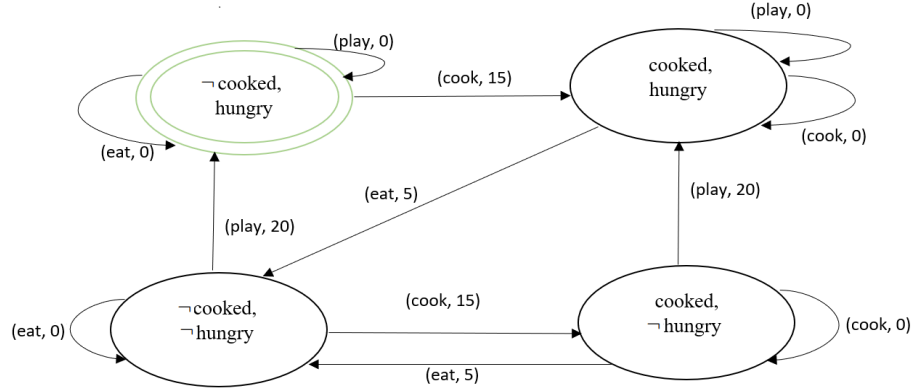 (play, 0)
(play, 0)
¬ cooked,
hungry
(cook, 15)
cooked,
hungry
(eat, 0)
(cook, 0)
(eat, 5)
(play, 20)
(play, 20)
¬cooked,
¬hungry
(cook, 15)
cooked,
¬hungry
(eat, 0)
(cook, 0)
(eat, 5)